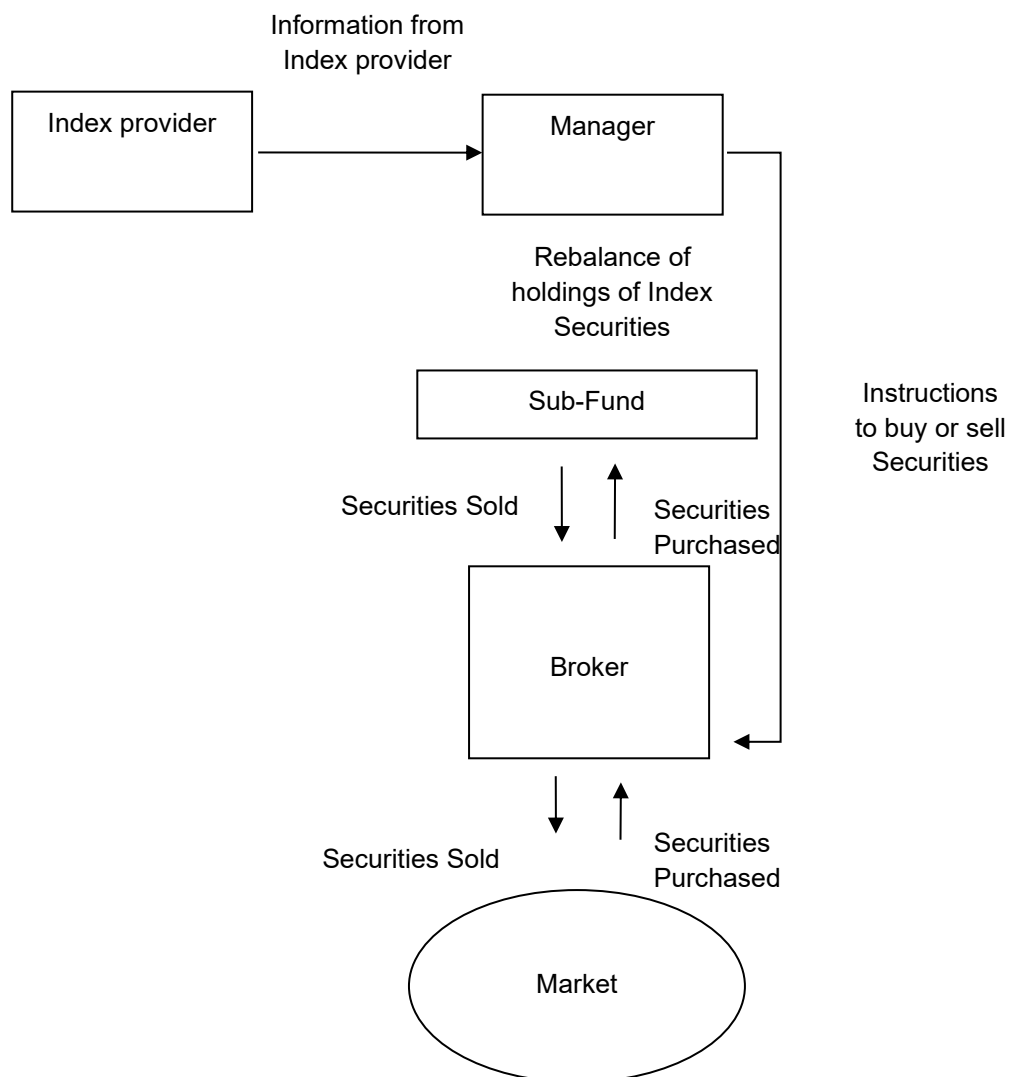 Information from
Index provider
Index provider
Manager
Rebalance of
holdings of Index
Securities
Sub-Fund
Instructions
to buy or sell
Securities
Securities Sold
Securities
Purchased
Broker
Securities Sold
Securities
Purchased
Market